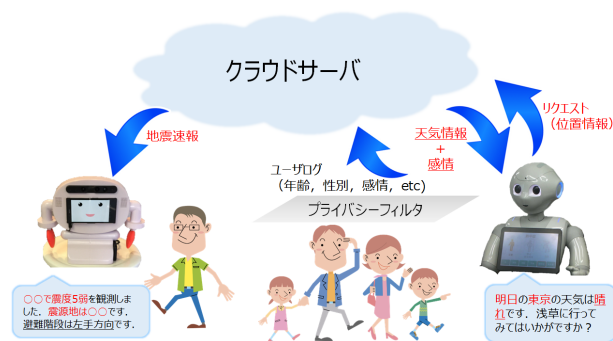 クラウドサーバ
地震速報
リクエスト
(位置情報)
天気情報
+
感情
ユーザログ
(年齢, 性別, 感情, etc)
プライバシーフィルタ
○○で震度5弱を観測しま
した. 震源地は○○です.
避難階段は左手方向です.
明日の東京の天気は晴
れです. 浅草に行って
みてはいかがですか?